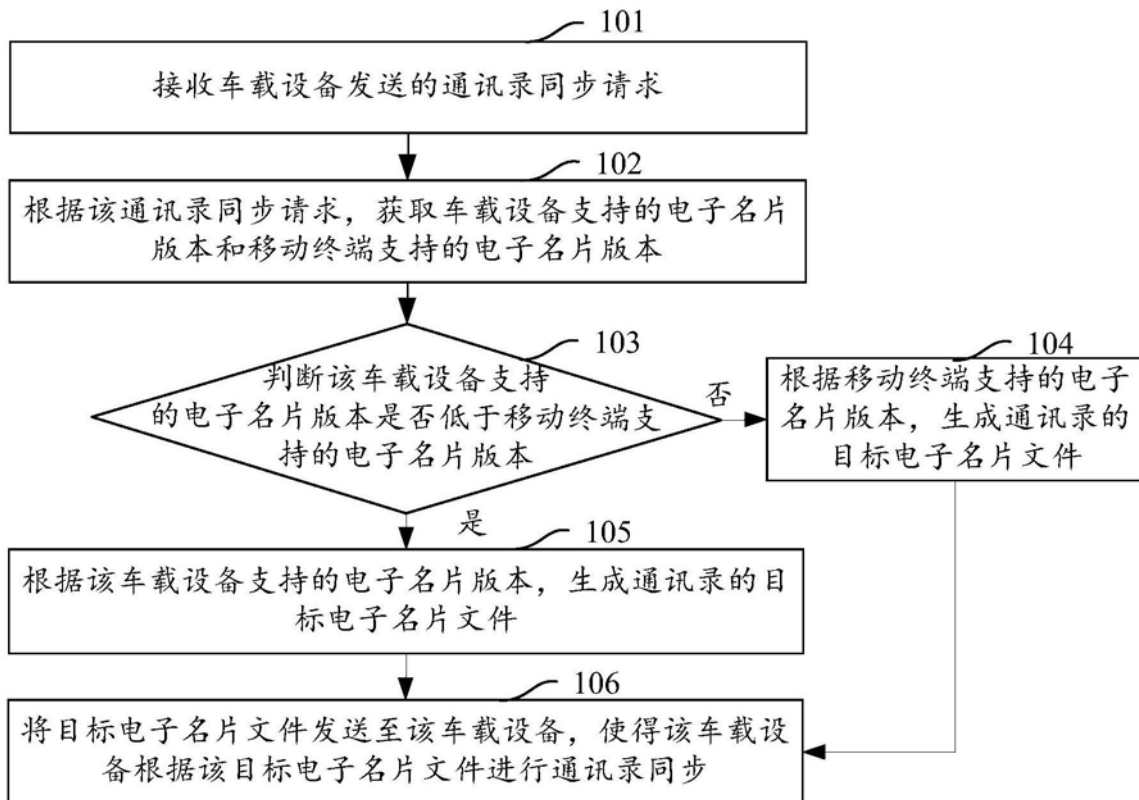 101
接收车载设备发送的通讯录同步请求
102
根据该通讯录同步请求，获取车载设备支持的电子名片
版本和移动终端支持的电子名片版本
103
判断该车载设备支持
的电子名片版本是否低于移动终端支
持的电子名片版本
否
104
根据移动终端支持的电子
名片版本，生成通讯录的
目标电子名片文件
是
105
根据该车载设备支持的电子名片版本，生成通讯录的目
标电子名片文件
106
将目标电子名片文件发送至该车载设备，使得该车载设
备根据该目标电子名片文件进行通讯录同步